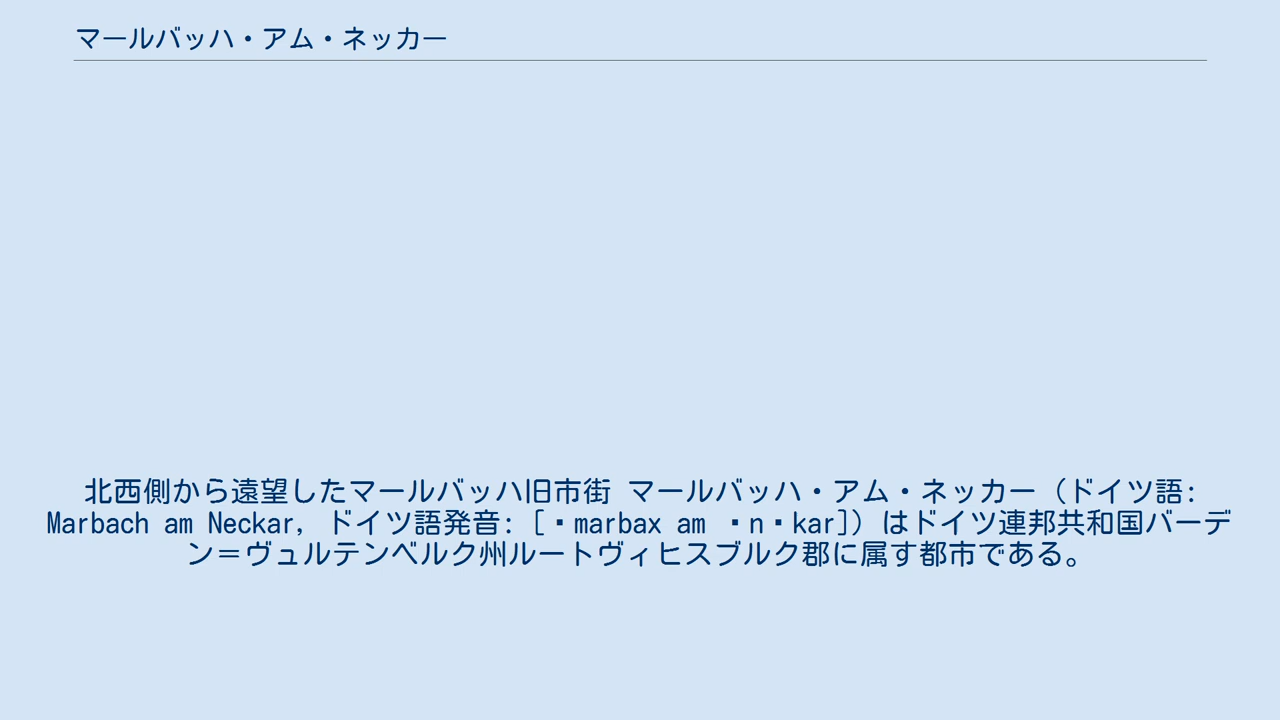 マールバッハ・アム・ネッカー
北西側から遠望したマールバッハ旧市街 マールバッハ・アム・ネッカー（ドイツ語:
Marbach am Neckar, ドイツ語発音: [・marbax am ・n・kar]）はドイツ連邦共和国バーデ
ン＝ヴュルテンベルク州ルートヴィヒスブルク郡に属す都市である。